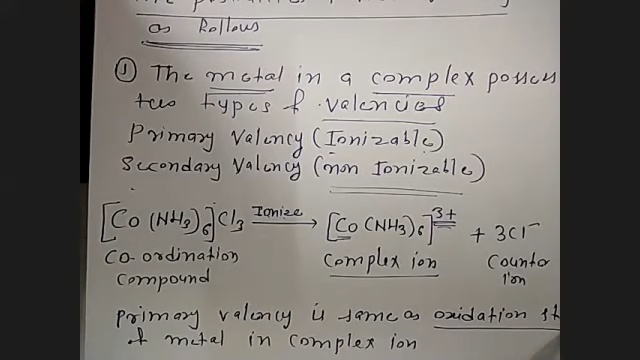 as follows
① The metal in a complex posses
two types of valencies
Primary Valency (Ionizable)
Secondary Valency (non Ionizable)
[Co(NH3)6]Cl3 Ionize → [Co(NH3)6]3+ + 3Cl-
Co-ordination Complex ion Counter
compound ion
Primary valency is same as oxidation st
of metal in complex ion